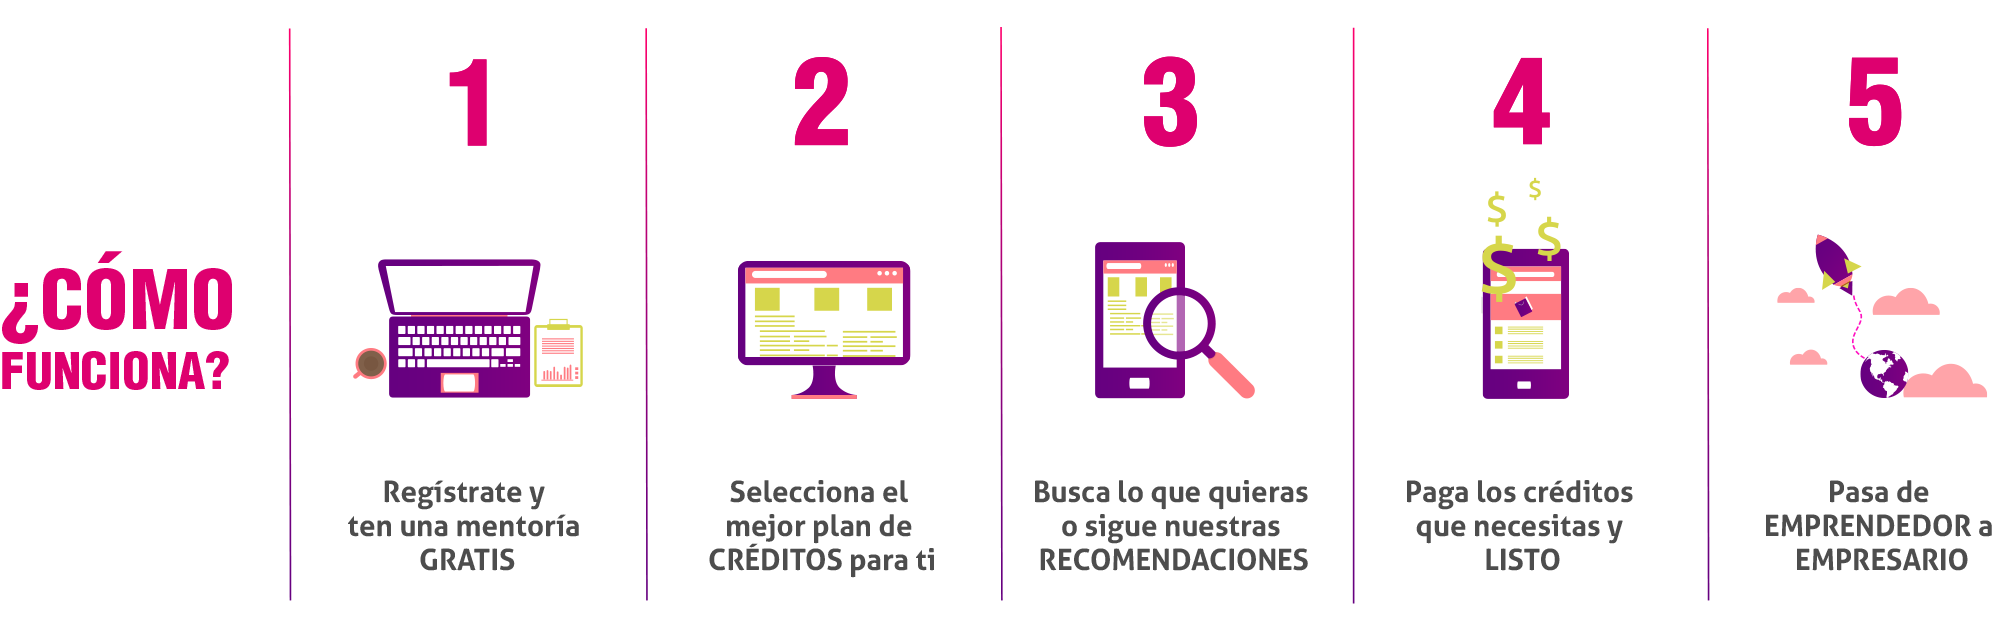 ¿CÓMO
FUNCIONA?
1
Regístrate y
ten una mentoría
GRATIS
2
Selecciona el
mejor plan de
CRÉDITOS para ti
3
Busca lo que quieras
o sigue nuestras
RECOMENDACIONES
4
$
$
$
$
Paga los créditos
que necesitas y
LISTO
5
Pasa de
EMPRENDEDOR a
EMPRESARIO